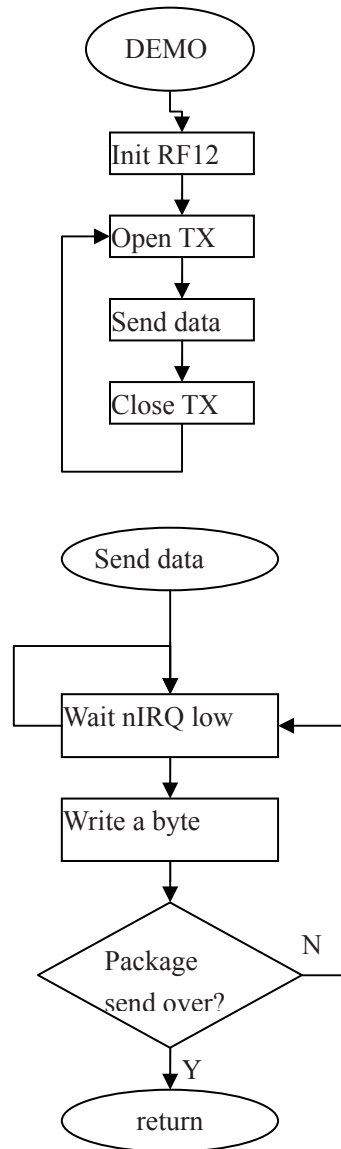 DEMO
Init RF12
Open TX
Send data
Close TX
Send data
Wait nIRQ low
Write a byte
Package
send over?
N
Y
return